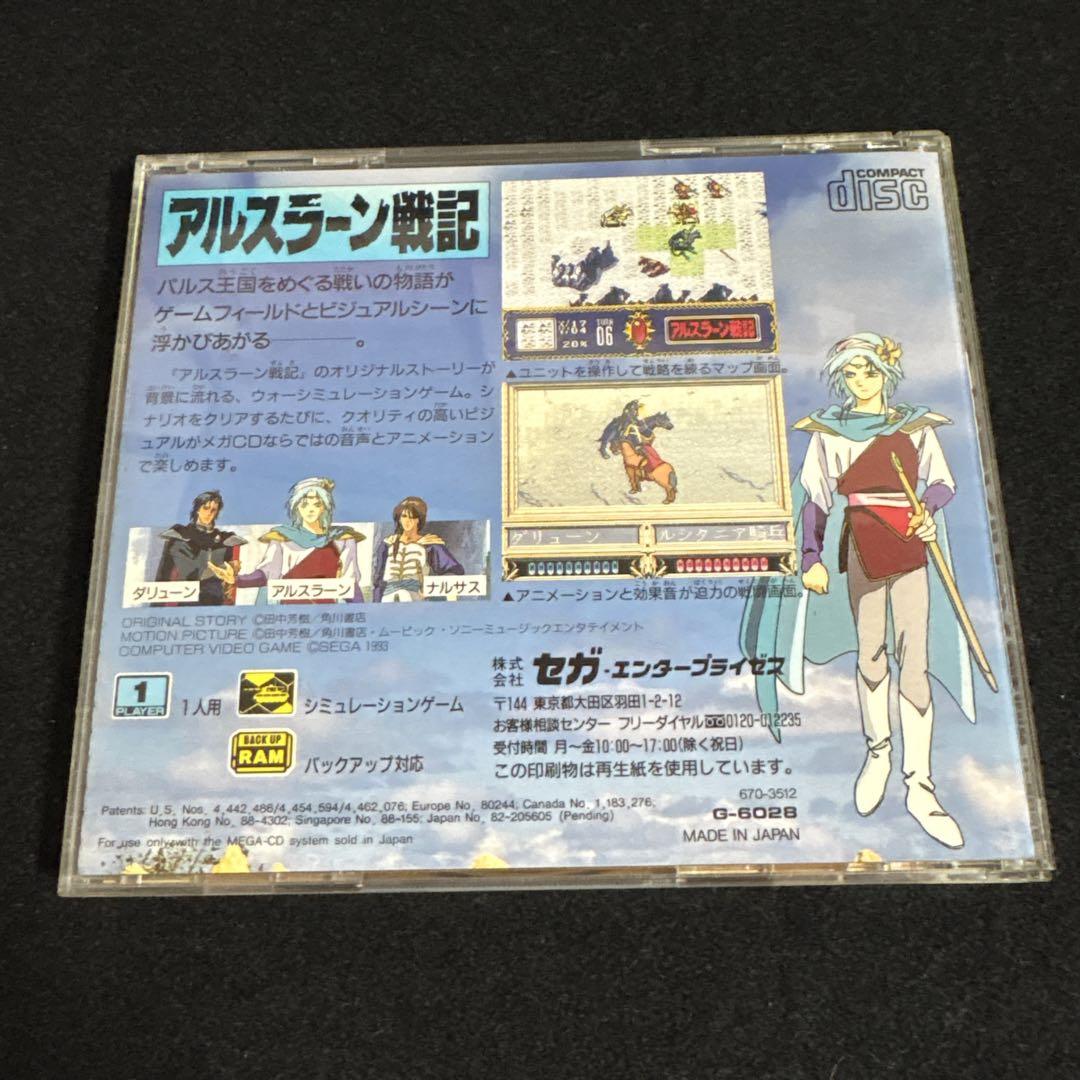 アルスラーン戦記
COMPACT
disc
パルス王国をめぐる戦いの物語が
ゲームフィールドとビジュアルシーンに
浮かびあがる———。
『アルスラーン戦記』のオリジナルストーリーが
背景に流れる、ウォーシミュレーションゲーム。シ
ナリオをクリアするたびに、クオリティの高いビジ
ュアルがメガCDならではの音声とアニメーション
で楽しめます。
TURN
06
20%
アルスラーン戦記
▲ユニットを操作して戦略を練るマップ画面。
ダリューン
ルシタニア騎兵
▲アニメーションと効果音が迫力の戦場画面。
ダリューン
アルスラーン
ナルサス
ORIGINAL STORY ©田中芳樹／角川書店
MOTION PICTURE ©田中芳樹／角川書店・ムービック・ソニーミュージックエンタテイメント
COMPUTER VIDEO GAME ©SEGA 1993
1
PLAYER
1人用
シミュレーションゲーム
BACK UP
RAM
バックアップ対応
株式会社 セガ・エンタープライゼス
〒144 東京都大田区羽田1-2-12
お客様相談センター フリーダイヤル 0120-012235
受付時間 月〜金10:00〜17:00(除く祝日)
この印刷物は再生紙を使用しています。
670-3512
G-6028
MADE IN JAPAN
Patents: U.S. Nos. 4,442,486/4,454,594/4,462,076; Europe No. 80244; Canada No. 1,183,276;
Hong Kong No. 88-4302; Singapore No. 88-155; Japan No. 82-205605 (Pending)
For use only with the MEGA-CD system sold in Japan